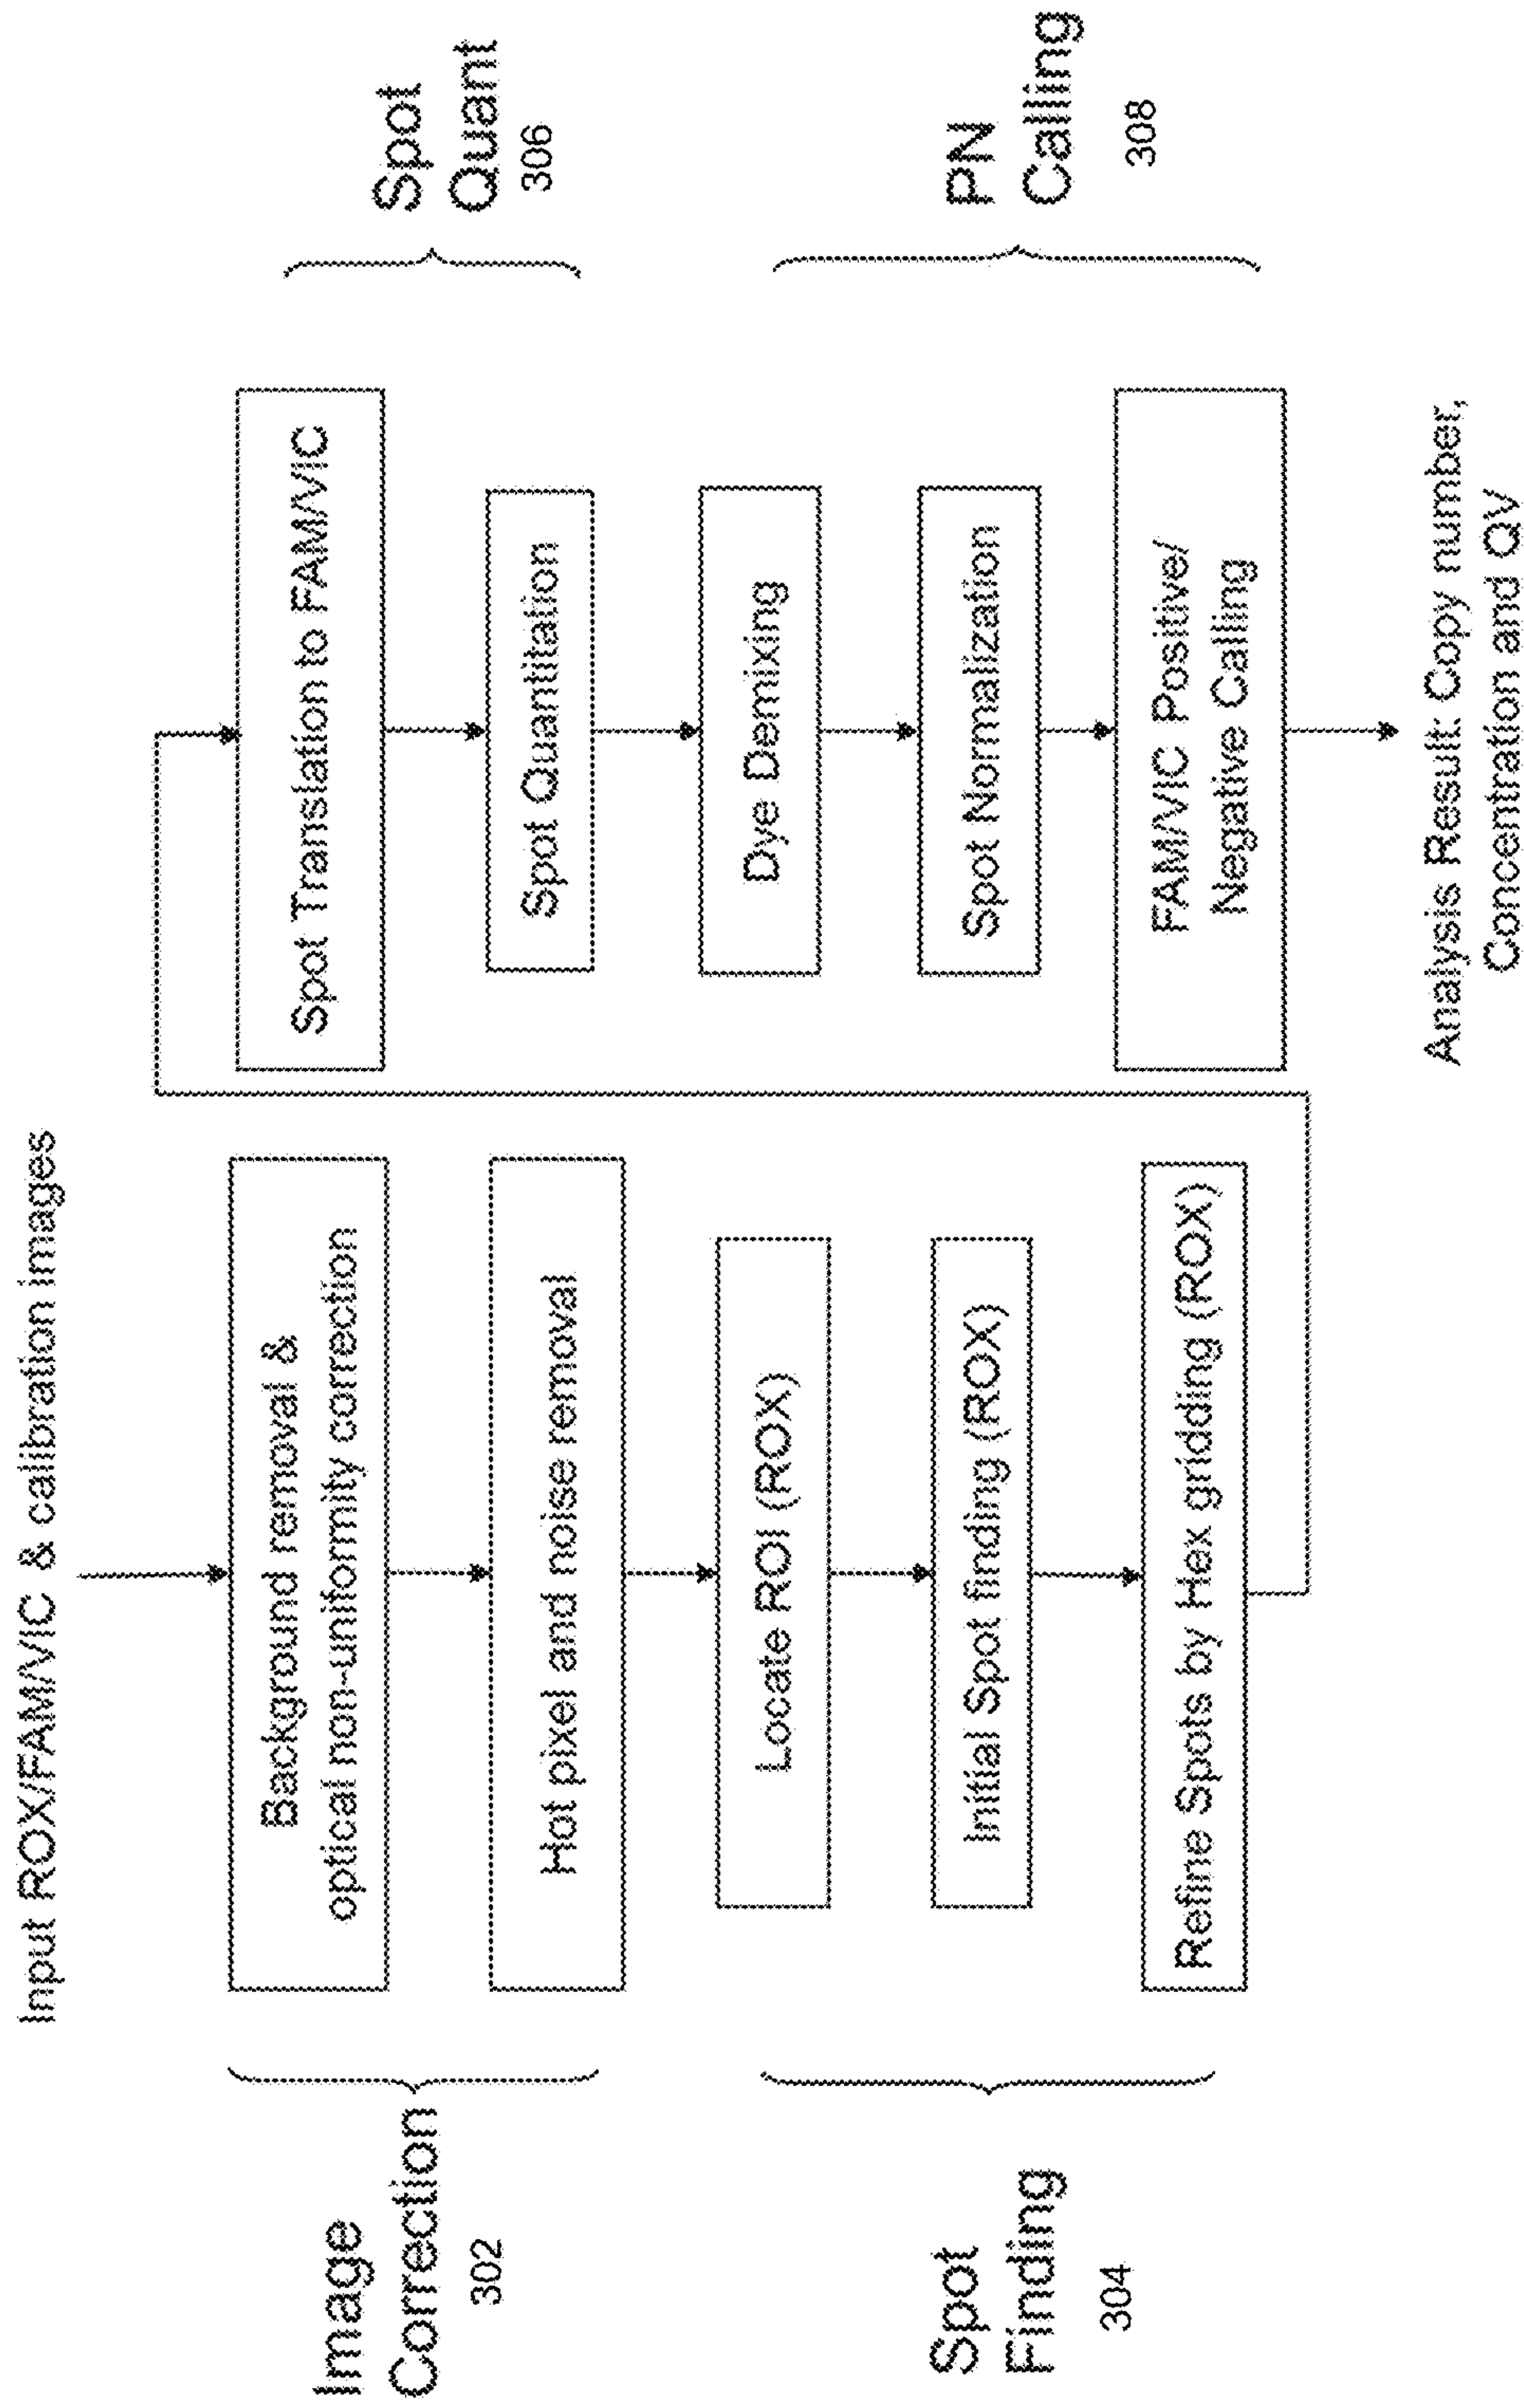 Input ROX/FAM/VIC & calibration images
Image
Correction
302
Background removal &
optical non-uniformity correction
Hot pixel and noise removal
Spot
Finding
304
Locate ROI (ROX)
Initial Spot finding (ROX)
Refine Spots by Hex gridding (ROX)
Spot Translation to FAM/VIC
Spot Quantitation
Spot
Quant
306
Dye Demixing
Spot Normalization
FAM/VIC Positive/
Negative Calling
PN
Calling
308
Analysis Result: Copy number,
Concentration and QV